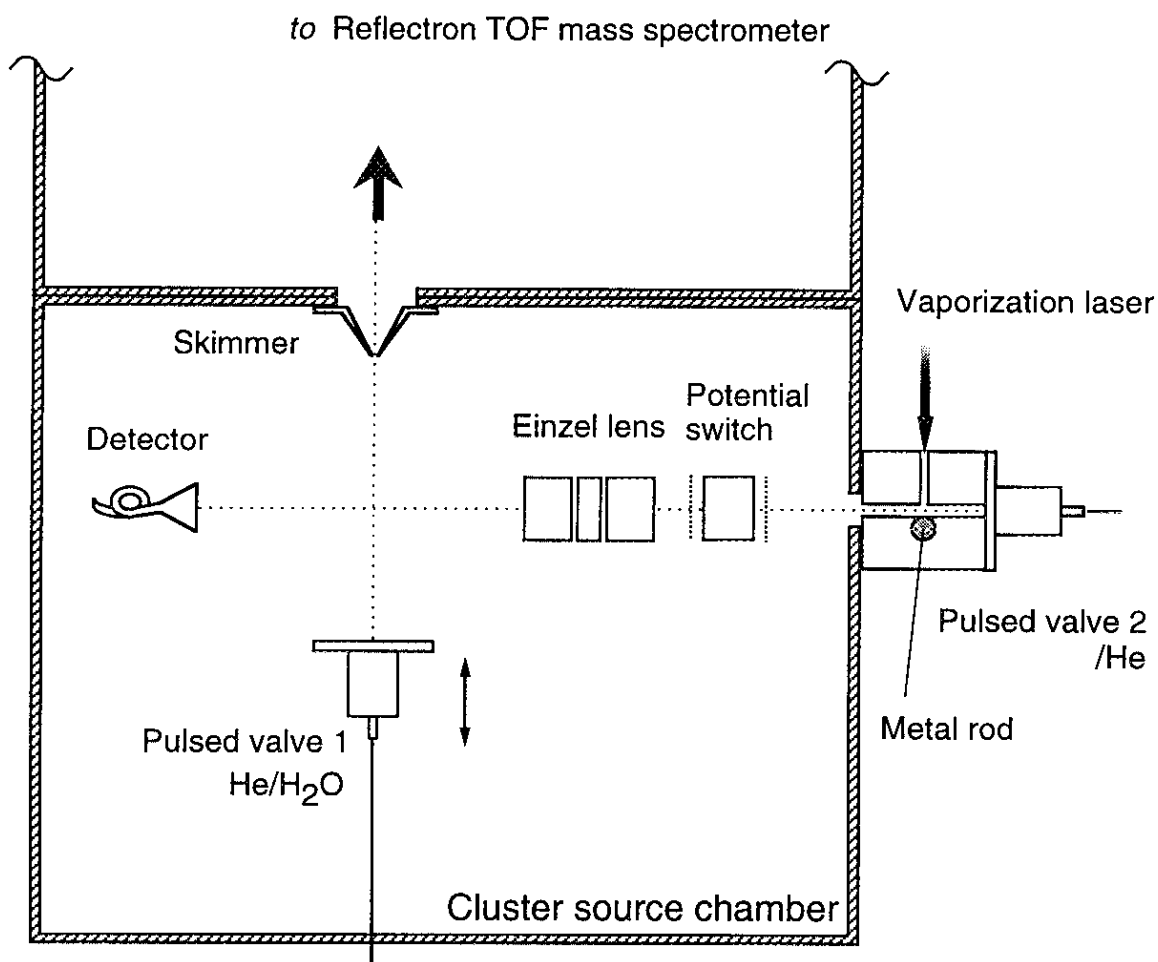 to Reflectron TOF mass spectrometer
Vaporization laser
Skimmer
Potential
switch
Einzel lens
Detector
Pulsed valve 2
/He
Metal rod
Pulsed valve 1
He/H₂O
Cluster source chamber